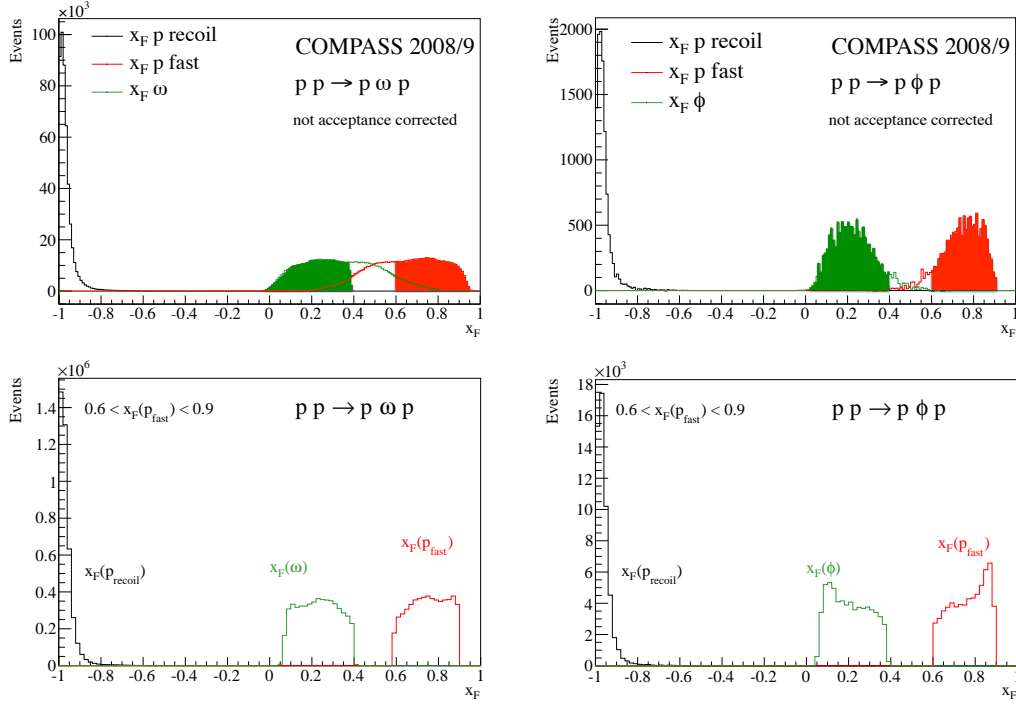 ×10³
Events
100
80
60
40
20
0
x_F p recoil
x_F p fast
x_F ω
COMPASS 2008/9
p p → p ω p
not acceptance corrected
-1 -0.8 -0.6 -0.4 -0.2 0 0.2 0.4 0.6 0.8 1
x_F
Events
2000
1500
1000
500
0
x_F p recoil
x_F p fast
x_F ϕ
COMPASS 2008/9
p p → p ϕ p
not acceptance corrected
-1 -0.8 -0.6 -0.4 -0.2 0 0.2 0.4 0.6 0.8 1
x_F
×10⁶
Events
1.4
1.2
1
0.8
0.6
0.4
0.2
0
0.6 < x_F(p_fast) < 0.9
p p → p ω p
x_F(p_recoil)
x_F(ω)
x_F(p_fast)
-1 -0.8 -0.6 -0.4 -0.2 0 0.2 0.4 0.6 0.8 1
x_F
×10³
Events
18
16
14
12
10
8
6
4
2
0
0.6 < x_F(p_fast) < 0.9
p p → p ϕ p
x_F(p_recoil)
x_F(ϕ)
x_F(p_fast)
-1 -0.8 -0.6 -0.4 -0.2 0 0.2 0.4 0.6 0.8 1
x_F